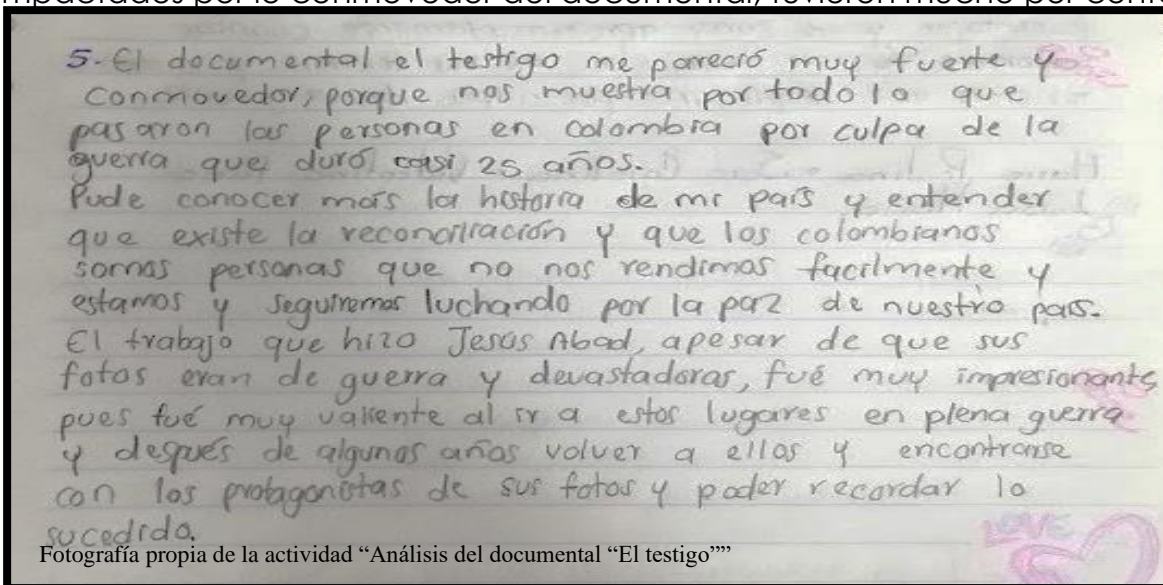 5. El documental el testigo me pareció muy fuerte y
conmovedor, porque nos muestra por todo lo que
pasaron las personas en colombia por culpa de la
guerra que duró casi 25 años.
Pude conocer más la historia de mi país y entender
que existe la reconciliación y que los colombianos
somos personas que no nos rendimos facilmente y
estamos y seguiremos luchando por la paz de nuestro país.
El trabajo que hizo Jesús Abad, apesar de que sus
fotos eran de guerra y devastadoras, fué muy impresionante
pues fué muy valiente al ir a estos lugares en plena guerra
y después de algunos años volver a ellos y encontrarse
con los protagonistas de sus fotos y poder recordar lo
sucedido.
Fotografía propia de la actividad “Análisis del documental “El testigo””
LOVE